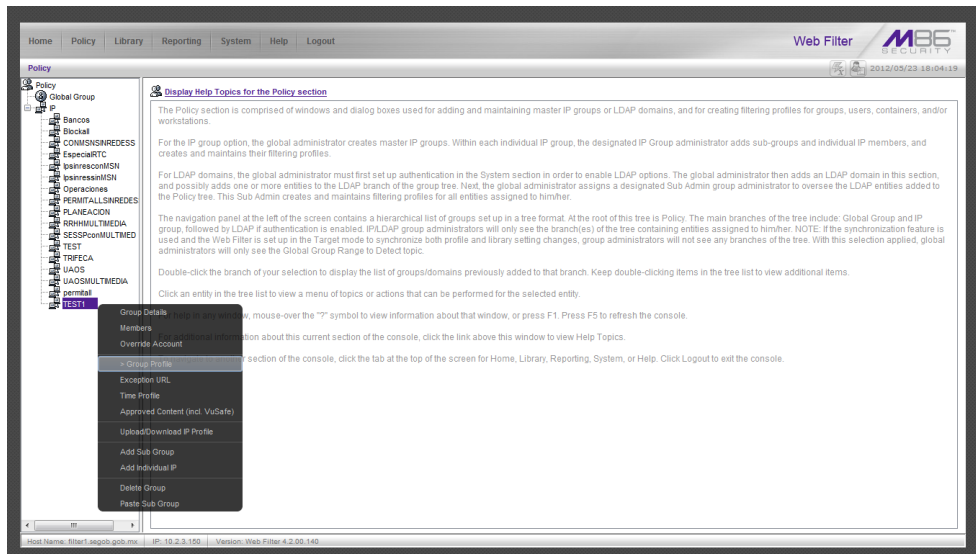 Home Policy Library Reporting System Help Logout
Web Filter
M86
SECURITY
Policy
2012/05/23 18:04:19
Policy
Global Group
IP
Bancos
Blockall
CONMSNSINREDESS
EspecialRTC
IpsinresconMSN
IpsinressinMSN
Operaciones
PERMITALLSINREDES
PLANEACION
RRHHMULTIMEDIA
SESSPconMULTIMED
TEST
TRIFECA
UAOS
UAOSMULTIMEDIA
permitall
TEST1
Group Details
Members
Override Account
> Group Profile
Exception URL
Time Profile
Approved Content (incl. VuSafe)
Upload/Download IP Profile
Add Sub Group
Add Individual IP
Delete Group
Paste Sub Group
Display Help Topics for the Policy section
The Policy section is comprised of windows and dialog boxes used for adding and maintaining master IP groups or LDAP domains, and for creating filtering profiles for groups, users, containers, and/or
workstations.
For the IP group option, the global administrator creates master IP groups. Within each individual IP group, the designated IP Group administrator adds sub-groups and individual IP members, and
creates and maintains their filtering profiles.
For LDAP domains, the global administrator must first set up authentication in the System section in order to enable LDAP options. The global administrator then adds an LDAP domain in this section,
and possibly adds one or more entities to the LDAP branch of the group tree. Next, the global administrator assigns a designated Sub Admin group administrator to oversee the LDAP entities added to
the Policy tree. This Sub Admin creates and maintains filtering profiles for all entities assigned to him/her.
The navigation panel at the left of the screen contains a hierarchical list of groups set up in a tree format. At the root of this tree is Policy. The main branches of the tree include: Global Group and IP
group, followed by LDAP if authentication is enabled. IP/LDAP group administrators will only see the branch(es) of the tree containing entities assigned to him/her. NOTE: If the synchronization feature is
used and the Web Filter is set up in the Target mode to synchronize both profile and library setting changes, group administrators will not see any branches of the tree. With this selection applied, global
administrators will only see the Global Group Range to Detect topic.
Double-click the branch of your selection to display the list of groups/domains previously added to that branch. Keep double-clicking items in the tree list to view additional items.
Click an entity in the tree list to view a menu of topics or actions that can be performed for the selected entity.
For help in any window, mouse-over the "?" symbol to view information about that window, or press F1. Press F5 to refresh the console.
For additional information about this current section of the console, click the link above this window to view Help Topics.
section of the console, click the tab at the top of the screen for Home, Library, Reporting, System, or Help. Click Logout to exit the console.
Host Name: filter1.segob.gob.mx IP: 10.2.3.150 Version: Web Filter 4.2.00.140